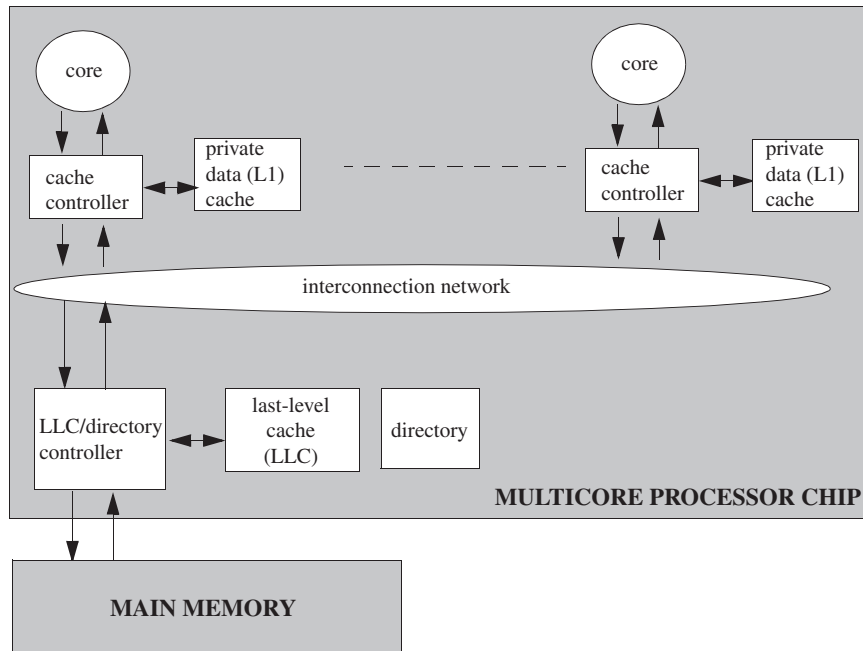 core
core
cache
controller
private
data (L1)
cache
cache
controller
private
data (L1)
cache
interconnection network
LLC/directory
controller
last-level
cache
(LLC)
directory
MULTICORE PROCESSOR CHIP
MAIN MEMORY